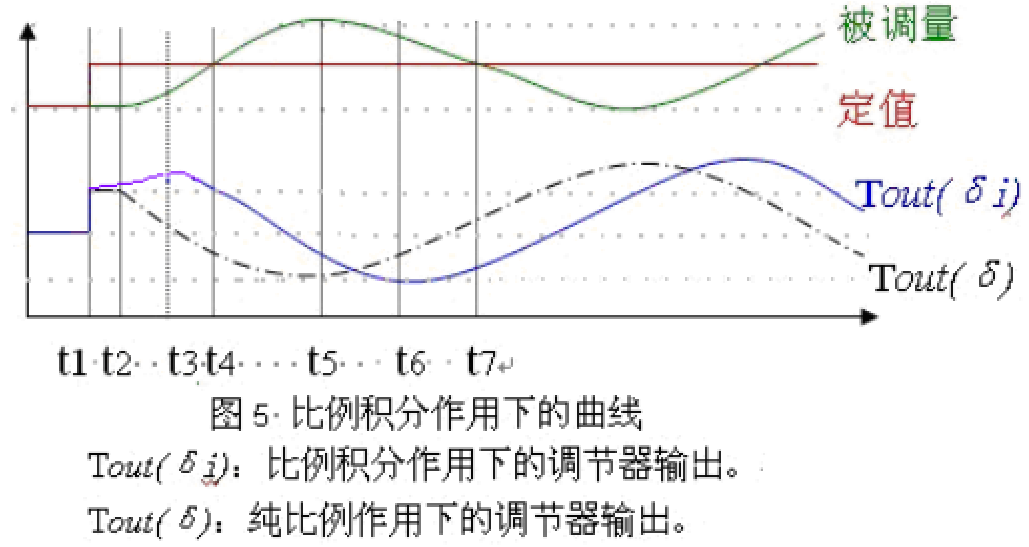 被调量
定值
Tout( δ i)
Tout( δ)
t1 t2 t3 t4 t5 t6 t7
图 5 比例积分作用下的曲线
Tout( δ i)：比例积分作用下的调节器输出。
Tout( δ)：纯比例作用下的调节器输出。